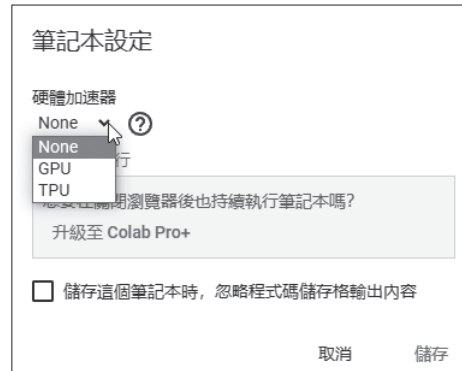 筆記本設定
硬體加速器
None
None
GPU
行
TPU
在關閉瀏覽器後也持續執行筆記本嗎?
升級至 Colab Pro+
儲存這個筆記本時,忽略程式碼儲存格輸出內容
取消 儲存